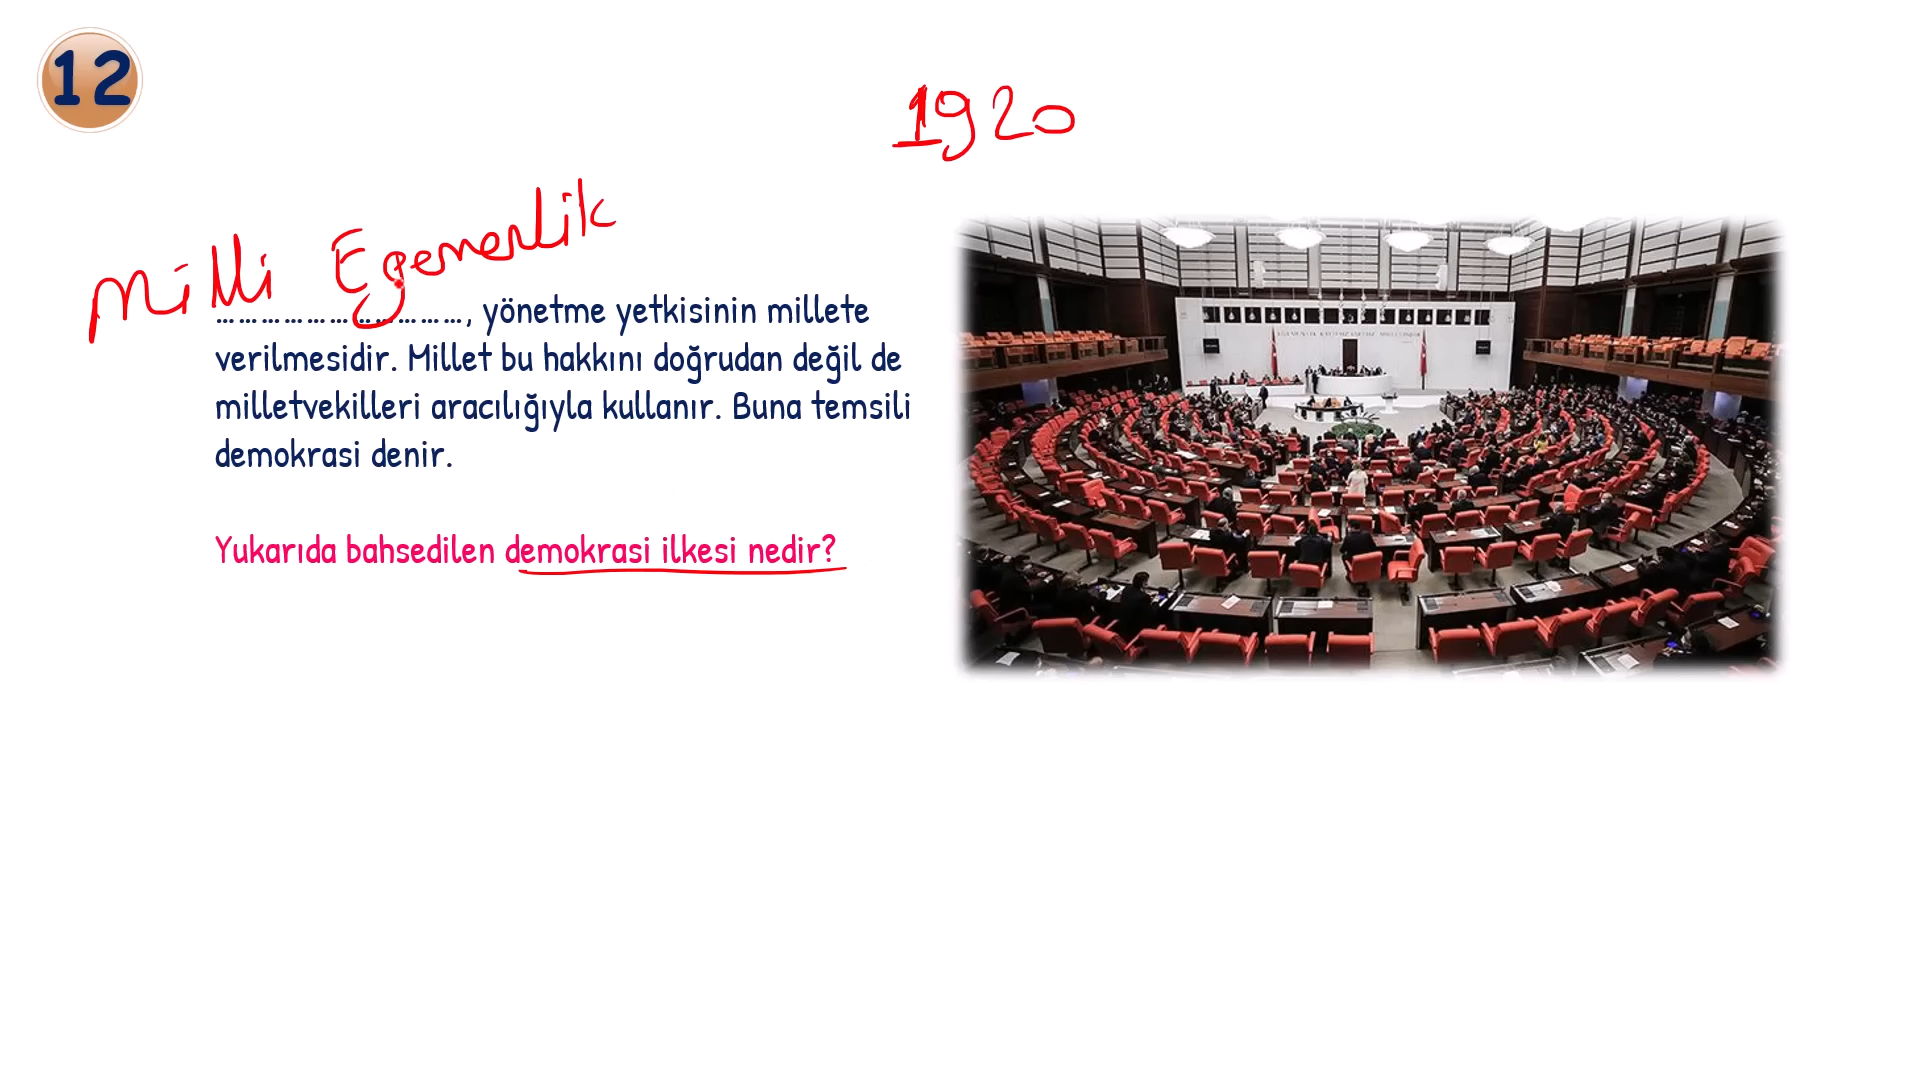 12
1920
Milli Egemenlik
……………………………, yönetme yetkisinin millete
verilmesidir. Millet bu hakkını doğrudan değil de
milletvekilleri aracılığıyla kullanır. Buna temsili
demokrasi denir.
Yukarıda bahsedilen demokrasi ilkesi nedir?